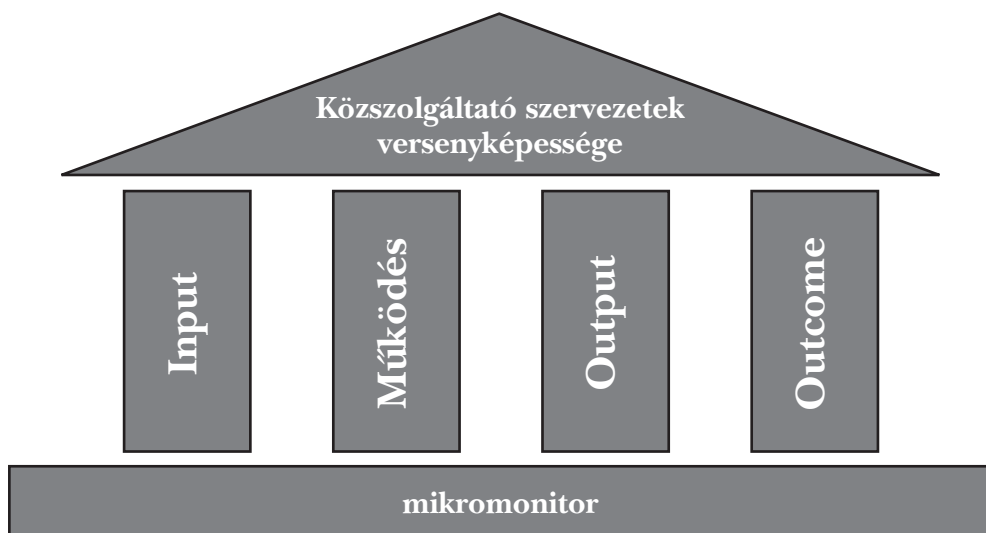 Közszolgáltató szervezetek
versenyképessége
Input
Működés
Output
Outcome
mikromonitor